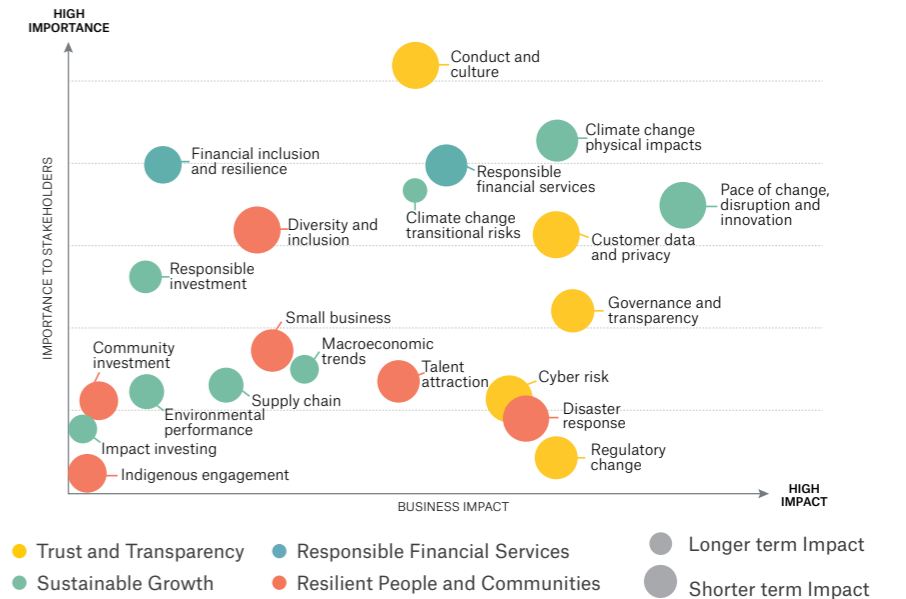 HIGH
IMPORTANCE
Conduct and
culture
Climate change
physical impacts
Financial inclusion
and resilience
Responsible
financial services
Pace of change,
disruption and
innovation
Climate change
transitional risks
Diversity and
inclusion
Customer data
and privacy
Responsible
investment
Governance and
transparency
Small business
Macroeconomic
trends
Community
investment
Talent
attraction
Cyber risk
Supply chain
Environmental
performance
Disaster
response
Impact investing
Regulatory
change
Indigenous engagement
IMPORTANCE TO STAKEHOLDERS
BUSINESS IMPACT
HIGH
IMPACT
Trust and Transparency
Responsible Financial Services
Longer term Impact
Sustainable Growth
Resilient People and Communities
Shorter term Impact